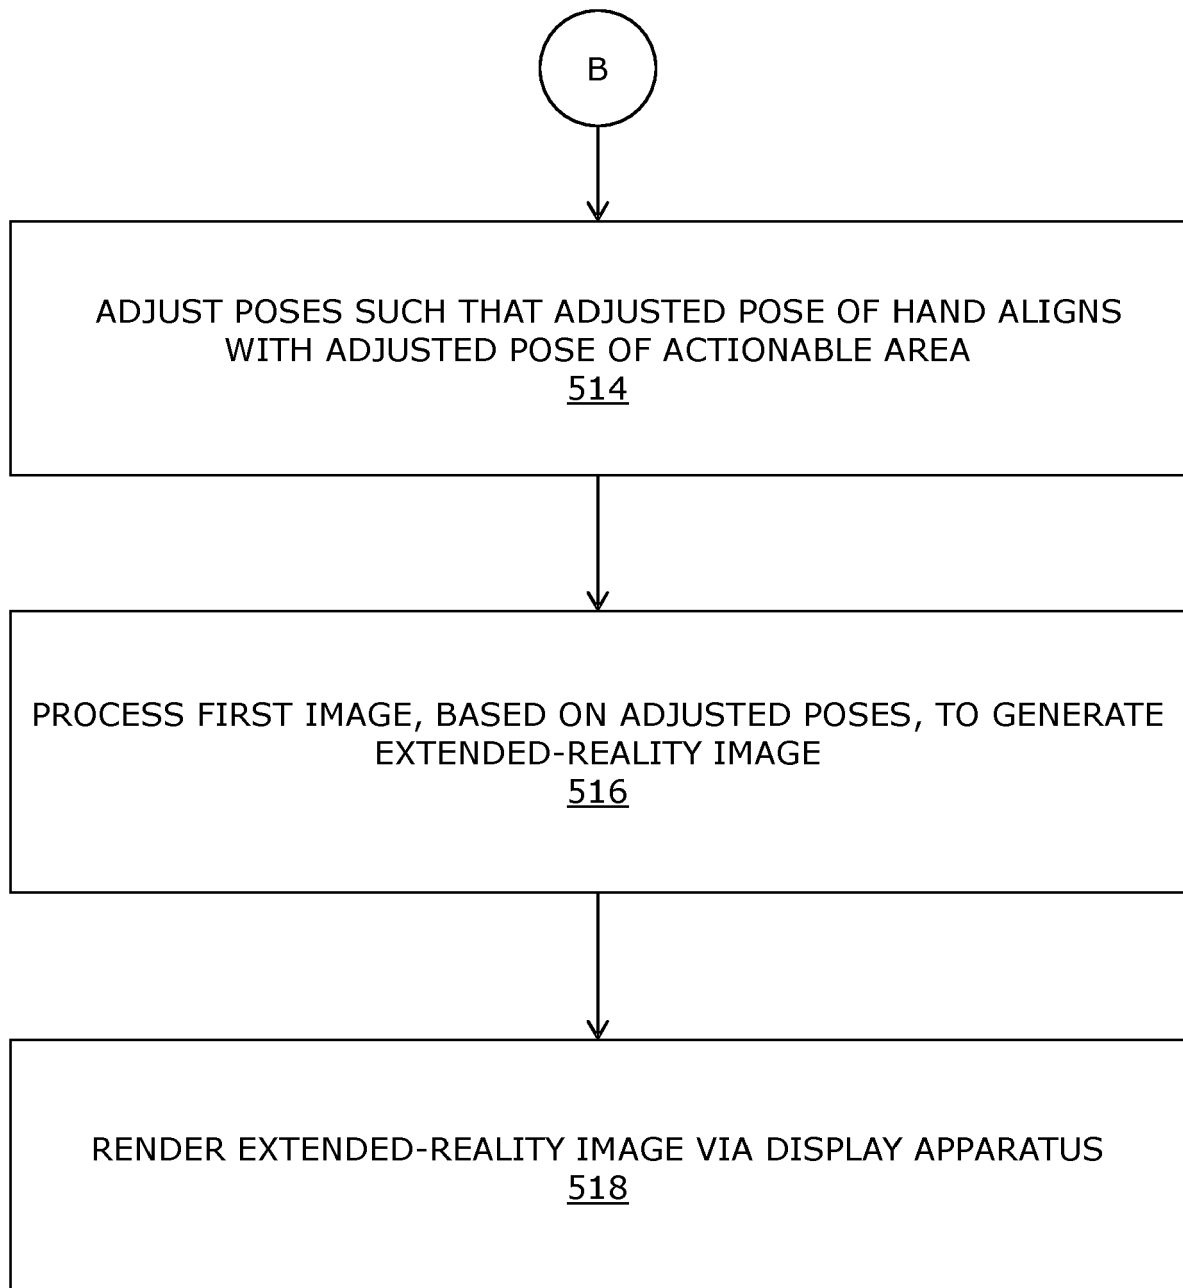 B
ADJUST POSES SUCH THAT ADJUSTED POSE OF HAND ALIGNS
WITH ADJUSTED POSE OF ACTIONABLE AREA
514
PROCESS FIRST IMAGE, BASED ON ADJUSTED POSES, TO GENERATE
EXTENDED-REALITY IMAGE
516
RENDER EXTENDED-REALITY IMAGE VIA DISPLAY APPARATUS
518